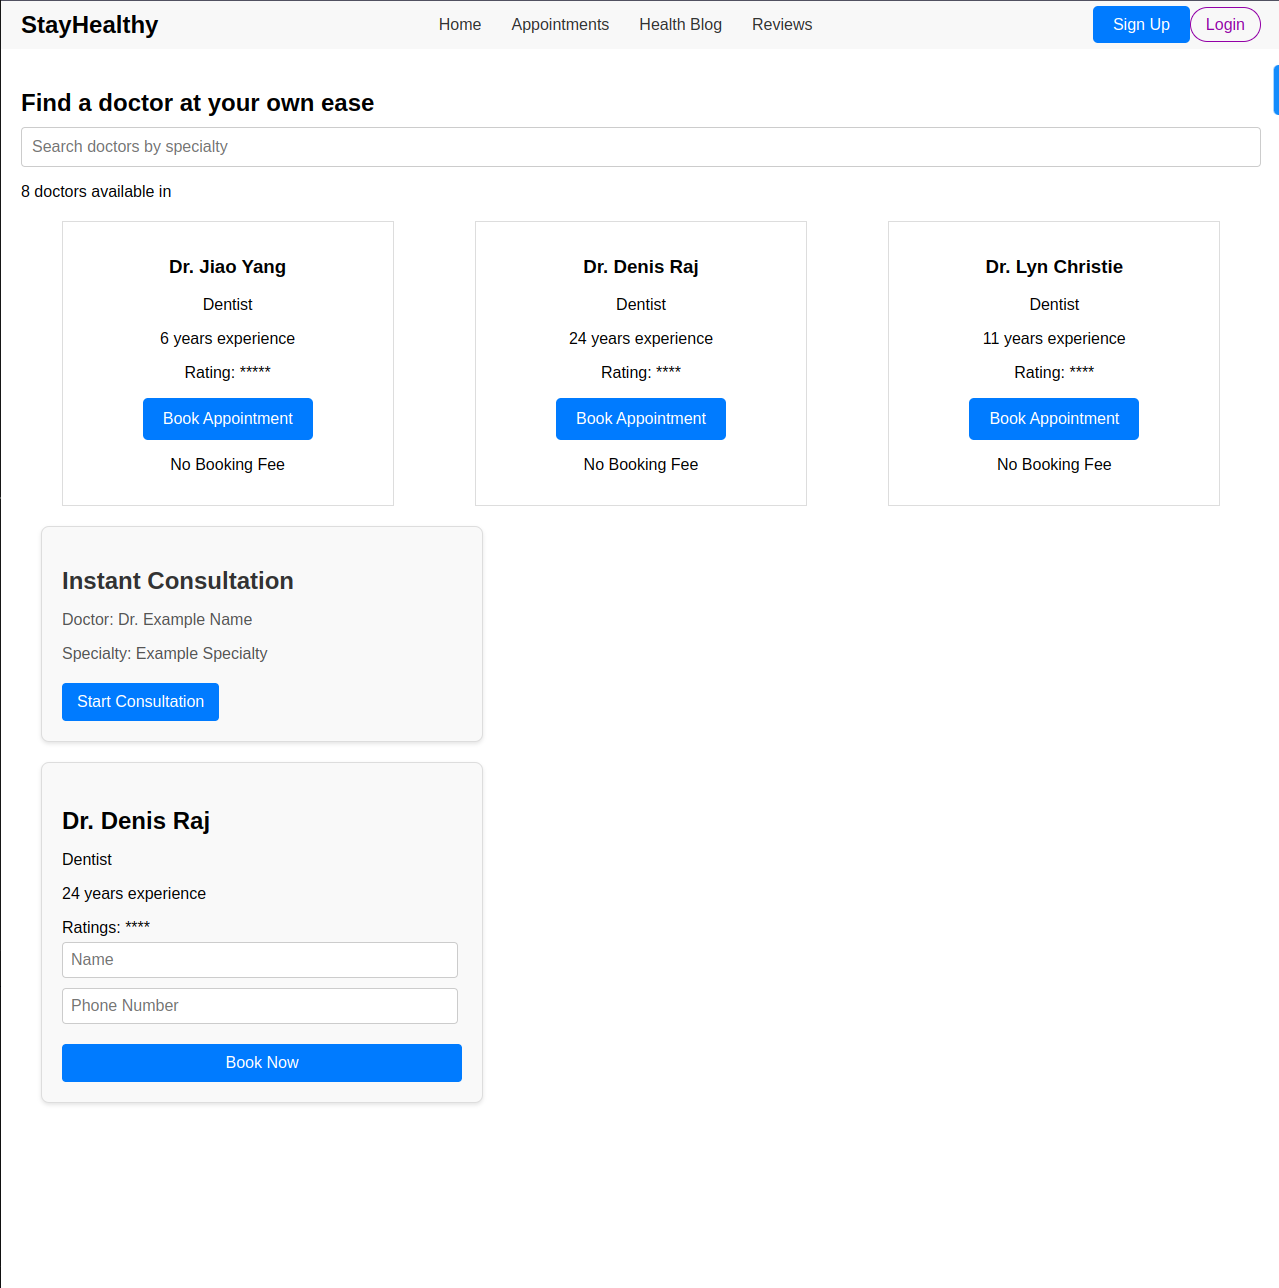 StayHealthy
Home Appointments Health Blog Reviews
Sign Up Login
Find a doctor at your own ease
Search doctors by specialty
8 doctors available in
Dr. Jiao Yang
Dentist
6 years experience
Rating: *****
Book Appointment
No Booking Fee
Dr. Denis Raj
Dentist
24 years experience
Rating: ****
Book Appointment
No Booking Fee
Dr. Lyn Christie
Dentist
11 years experience
Rating: ****
Book Appointment
No Booking Fee
Instant Consultation
Doctor: Dr. Example Name
Specialty: Example Specialty
Start Consultation
Dr. Denis Raj
Dentist
24 years experience
Ratings: ****
Name
Phone Number
Book Now